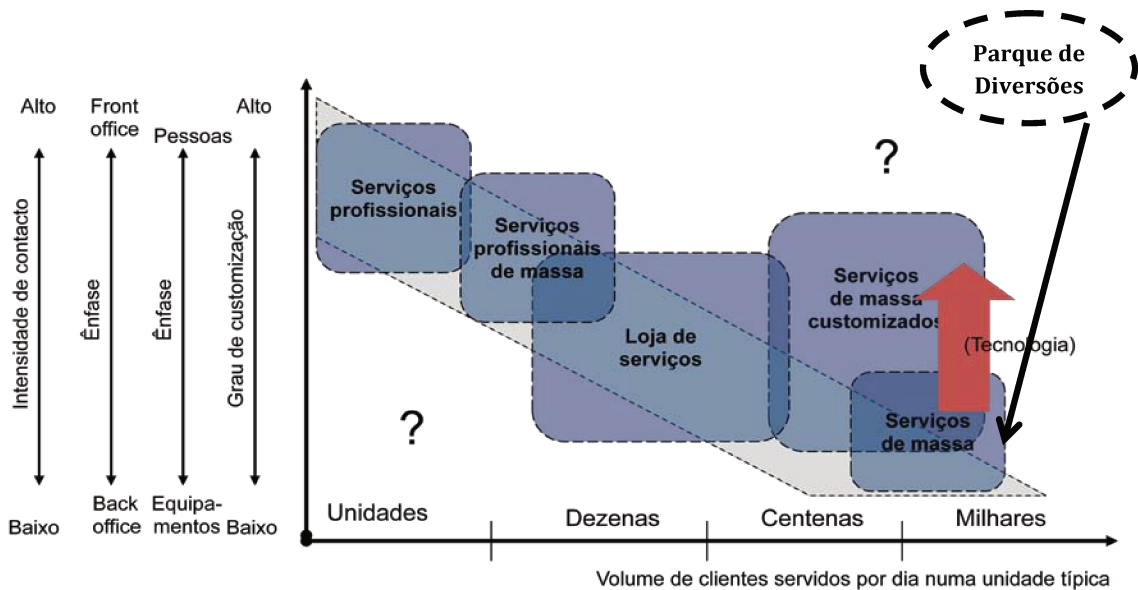 Parque de
Diversões
Alto
Front
office
Pessoas
Alto
Intensidade de contacto
Ênfase
Ênfase
Grau de customização
Baixo
Back
office
Equipa-
mentos
Baixo
Serviços
profissionais
Serviços
profissionais
de massa
Loja de
serviços
Serviços
de massa
customizados
(Tecnologia)
Serviços
de massa
?
?
Unidades
Dezenas
Centenas
Milhares
Volume de clientes servidos por dia numa unidade típica